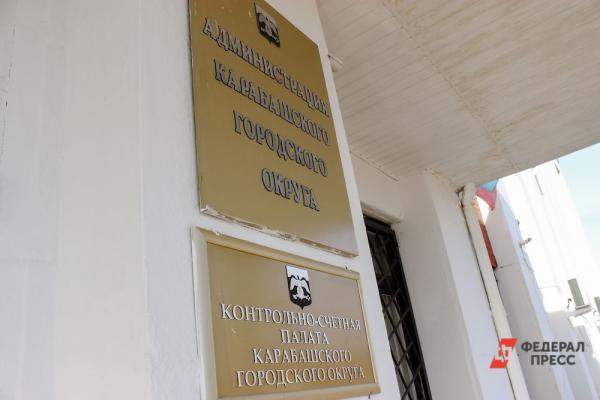 АДМИНИСТРАЦИЯ
КАРАБАШСКОГО
ГОРОДСКОГО
ОКРУГА
КОНТРОЛЬНО-СЧЕТНАЯ
ПАЛАТА
КАРАБАШСКОГО
ГОРОДСКОГО ОКРУГА
ФЕДЕРАЛ
ПРЕСС